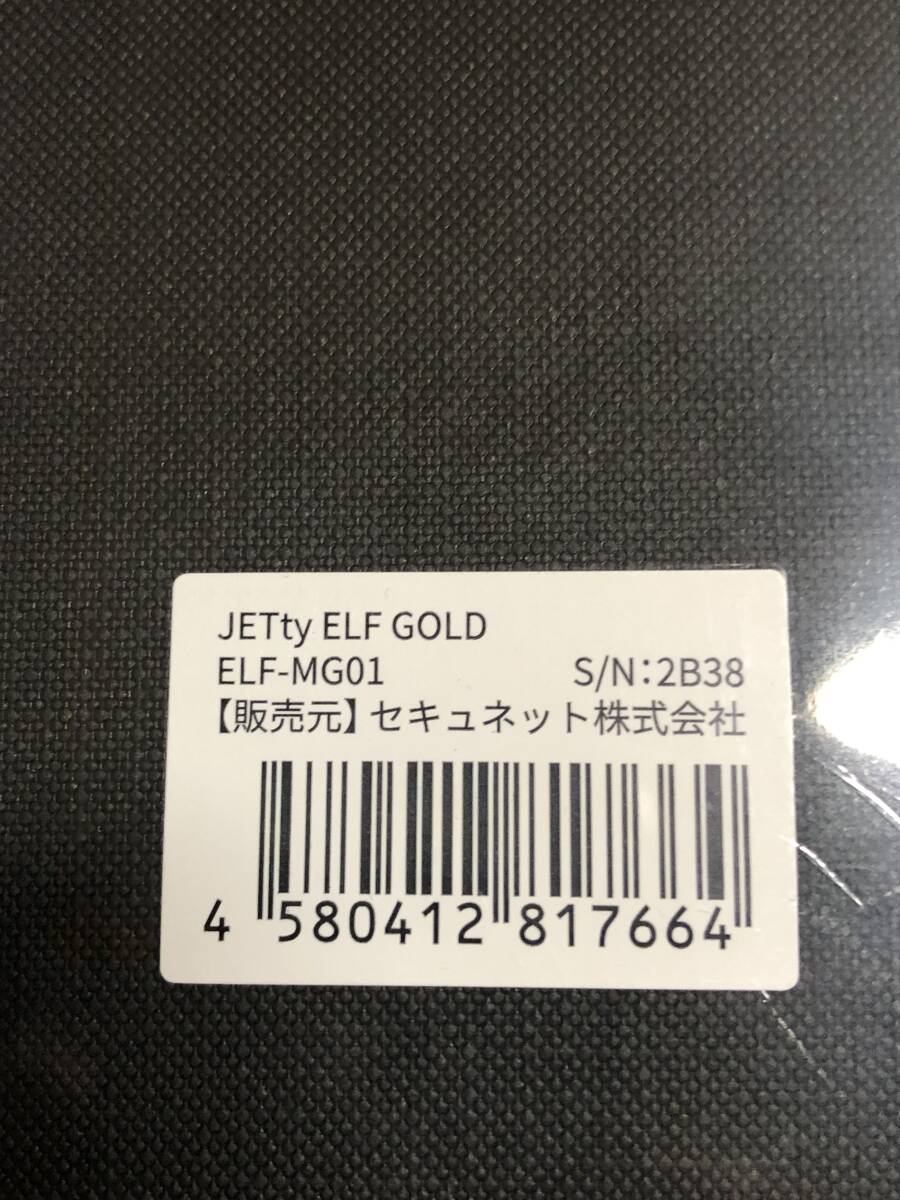 JETty ELF GOLD
ELF-MG01 S/N：2B38
【販売元】セキュネット株式会社
4 580412 817664